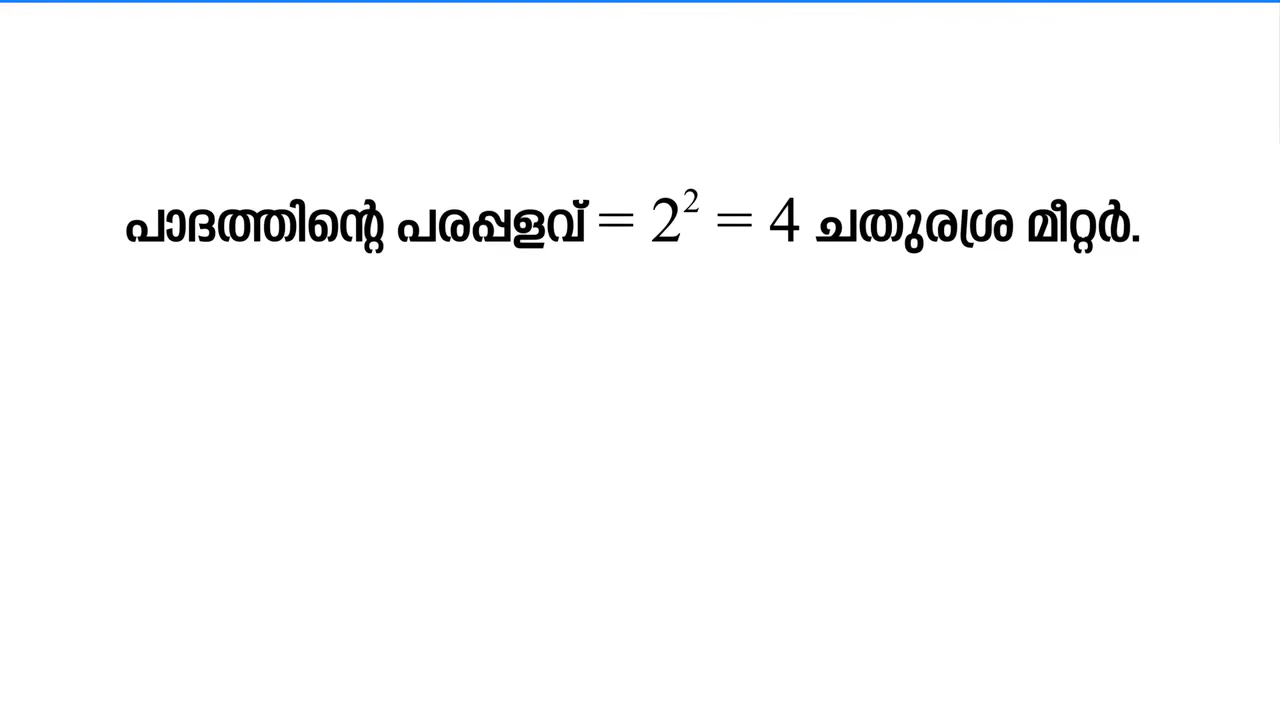 പാദത്തിന്റെ പരപ്പളവ് = 2² = 4 ചതുരശ്ര മീറ്റർ.